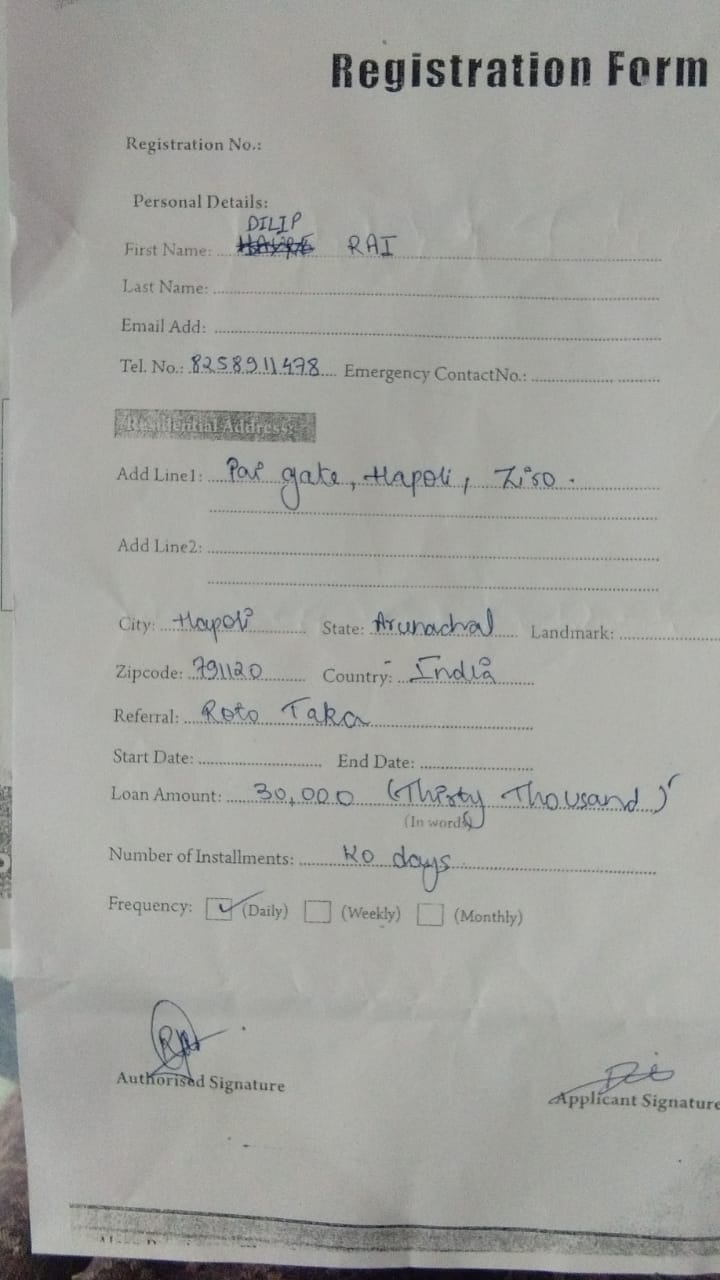 Registration Form
Registration No.:
Personal Details:
DILIP
First Name: RAI
Last Name:
Email Add:
Tel. No.: 8258911478 Emergency ContactNo.:
Residential Address:
Add Line1: Pai gate, Hapoli, Ziro.
Add Line2:
City: Hapoli State: Arunachal Landmark:
Zipcode: 791120 Country: India
Referral: Roto Taka
Start Date: End Date:
Loan Amount: 30,000 (Thirty Thousand)
(In words)
Number of Installments: days
Frequency: (Daily) (Weekly) (Monthly)
Authorised Signature
Applicant Signature